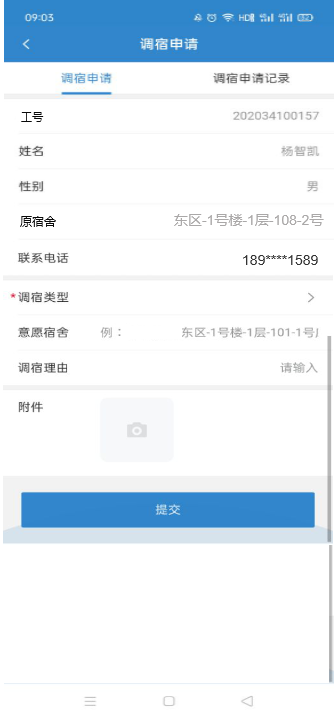 09:03
HD
调宿申请
调宿申请 调宿申请记录
工号 202034100157
姓名 杨智凯
性别 男
原宿舍 东区-1号楼-1层-108-2号
联系电话 189****1589
*调宿类型
意愿宿舍 例： 东区-1号楼-1层-101-1号
调宿理由 请输入
附件
提交